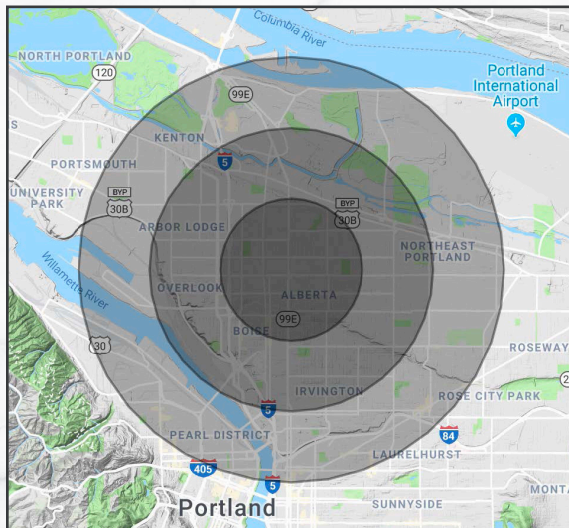 Columbia River
NORTH PORTLAND
120
99E
Portland
International
Airport
KENTON
5
PORTSMOUTH
UNIVERSITY
PARK
BYP
30B
BYP
30B
ARBOR LODGE
NORTHEAST
PORTLAND
Willamette River
OVERLOOK
ALBERTA
99E
BOISE
30
ROSEWAY
IRVINGTON
ROSE CITY PARK
5
PEARL DISTRICT
84
LAURELHURST
405
5
Portland
SUNNYSIDE
MONTA